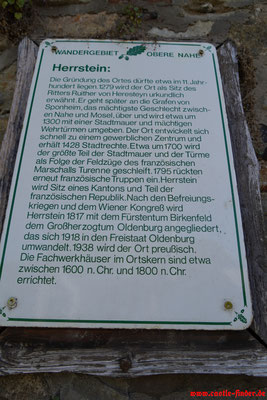 WANDERGEBIET OBERE NAHE
Herrstein:
Die Gründung des Ortes dürfte etwa im 11. Jahr-
hundert liegen. 1279 wird der Ort als Sitz des
Ritters Ruither von Heresteyn urkundlich
erwähnt. Er geht später an die Grafen von
Sponheim, das mächtigste Geschlecht zwisch-
en Nahe und Mosel, über und wird etwa um
1300 mit einer Stadtmauer und mächtigen
Wehrtürmen umgeben. Der Ort entwickelt sich
schnell zu einem gewerblichen Zentrum und
erhält 1428 Stadtrechte. Etwa um 1700 wird
der größte Teil der Stadtmauer und der Türme
als Folge der Feldzüge des französischen
Marschalls Turenne geschleift. 1795 rückten
erneut französische Truppen ein. Herrstein
wird Sitz eines Kantons und Teil der
französischen Republik. Nach den Befreiungs-
kriegen und dem Wiener Kongreß wird
Herrstein 1817 mit dem Fürstentum Birkenfeld
dem Großherzogtum Oldenburg angegliedert,
das sich 1918 in den Freistaat Oldenburg
umwandelt. 1938 wird der Ort preußisch.
Die Fachwerkhäuser im Ortskern sind etwa
zwischen 1600 n. Chr. und 1800 n. Chr.
errichtet.
www.castle-finder.de